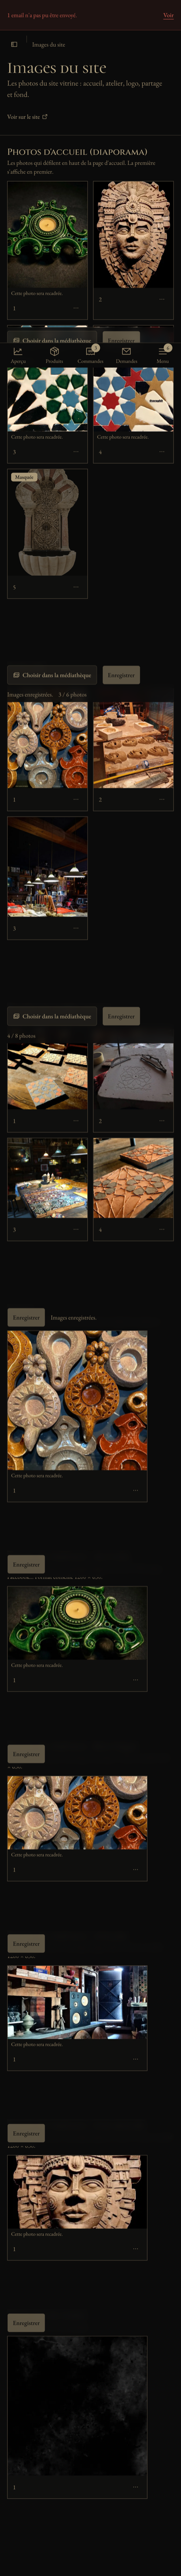 1 email n'a pas pu être envoyé.
Voir
Images du site
Images du site
Les photos du site vitrine : accueil, atelier, logo, partage
et fond.
Voir sur le site
Photos d'accueil (diaporama)
Les photos qui défilent en haut de la page d'accueil. La première
s'affiche en premier.
Cette photo sera recadrée.
1
2
Choisir dans la médiathèque
Enregistrer
Aperçu
Produits
Commandes
Demandes
Menu
Cette photo sera recadrée.
Cette photo sera recadrée.
3
4
Masquée
5
Choisir dans la médiathèque
Enregistrer
Images enregistrées.
3 / 6 photos
1
2
3
Choisir dans la médiathèque
Enregistrer
4 / 8 photos
1
2
3
4
Enregistrer
Images enregistrées.
Cette photo sera recadrée.
1
Enregistrer
Cette photo sera recadrée.
1
Enregistrer
Cette photo sera recadrée.
1
Enregistrer
Cette photo sera recadrée.
1
Enregistrer
Cette photo sera recadrée.
1
Enregistrer
1